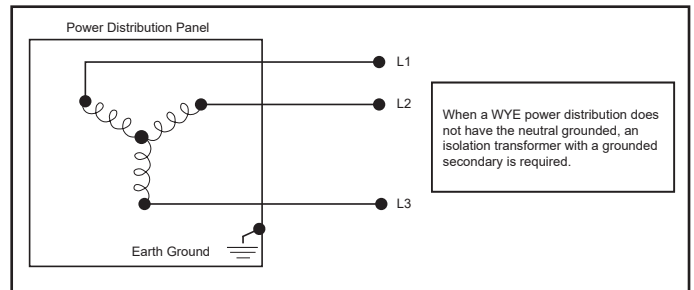 Power Distribution Panel
L1
L2
When a WYE power distribution does
not have the neutral grounded, an
isolation transformer with a grounded
secondary is required.
L3
Earth Ground